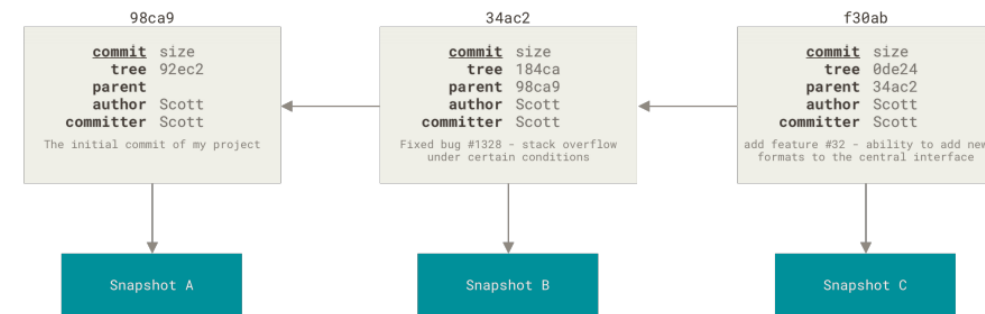 98ca9
commit size
tree 92ec2
parent
author Scott
committer Scott
The initial commit of my project
Snapshot A
34ac2
commit size
tree 184ca
parent 98ca9
author Scott
committer Scott
Fixed bug #1328 - stack overflow
under certain conditions
Snapshot B
f30ab
commit size
tree 0de24
parent 34ac2
author Scott
committer Scott
add feature #32 - ability to add new
formats to the central interface
Snapshot C